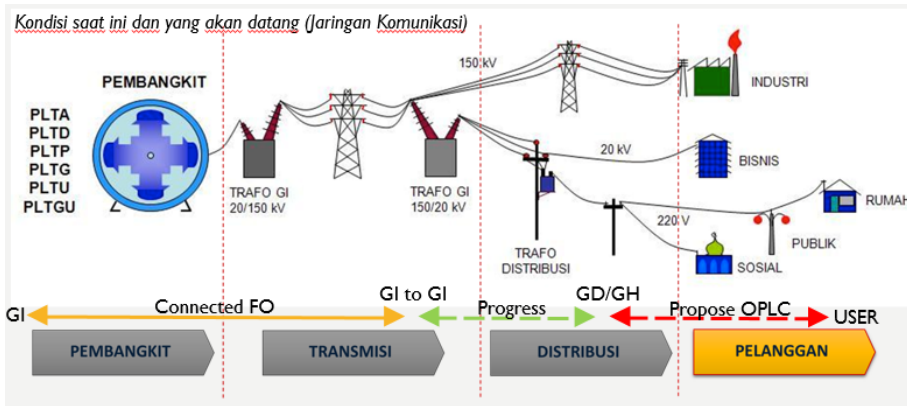 Kondisi saat ini dan yang akan datang (Jaringan Komunikasi)
PEMBANGKIT
PLTA
PLTD
PLTP
PLTG
PLTU
PLTGU
TRAFO GI
20/150 kV
TRAFO GI
150/20 kV
150 kV
INDUSTRI
20 kV
BISNIS
TRAFO
DISTRIBUSI
220 V
RUMAH
PUBLIK
SOSIAL
GI
Connected FO
GI to GI
Progress
GD/GH
Propose OPLC
USER
PEMBANGKIT
TRANSMISI
DISTRIBUSI
PELANGGAN